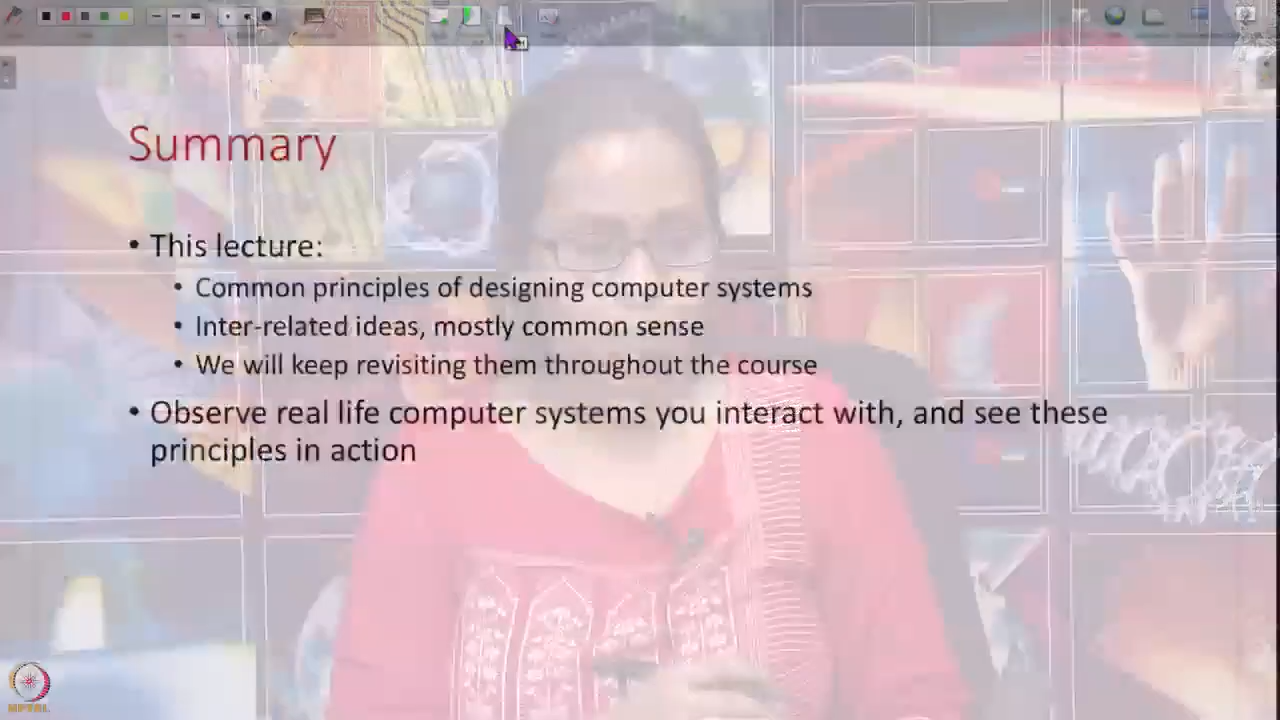 Summary
• This lecture:
• Common principles of designing computer systems
• Inter-related ideas, mostly common sense
• We will keep revisiting them throughout the course
• Observe real life computer systems you interact with, and see these
principles in action
NPTEL